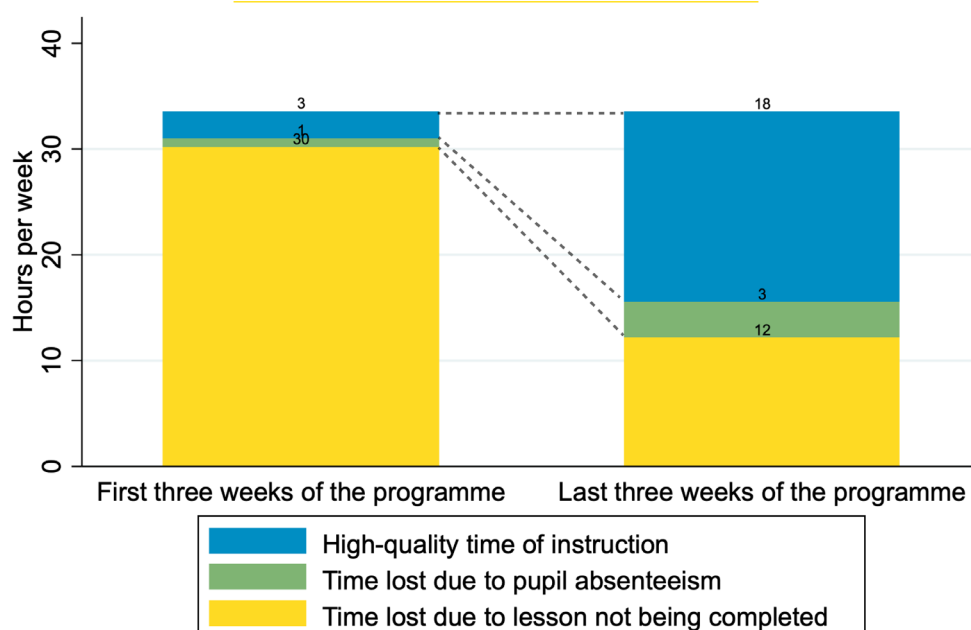 Hours per week
40
30
20
10
0
3
1
30
18
3
12
First three weeks of the programme
Last three weeks of the programme
High-quality time of instruction
Time lost due to pupil absenteeism
Time lost due to lesson not being completed